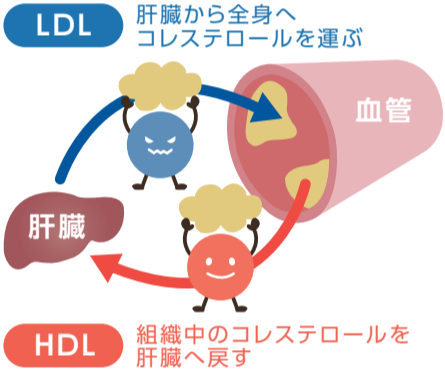 LDL
肝臓から全身へ
コレステロールを運ぶ
血管
肝臓
HDL
組織中のコレステロールを
肝臓へ戻す